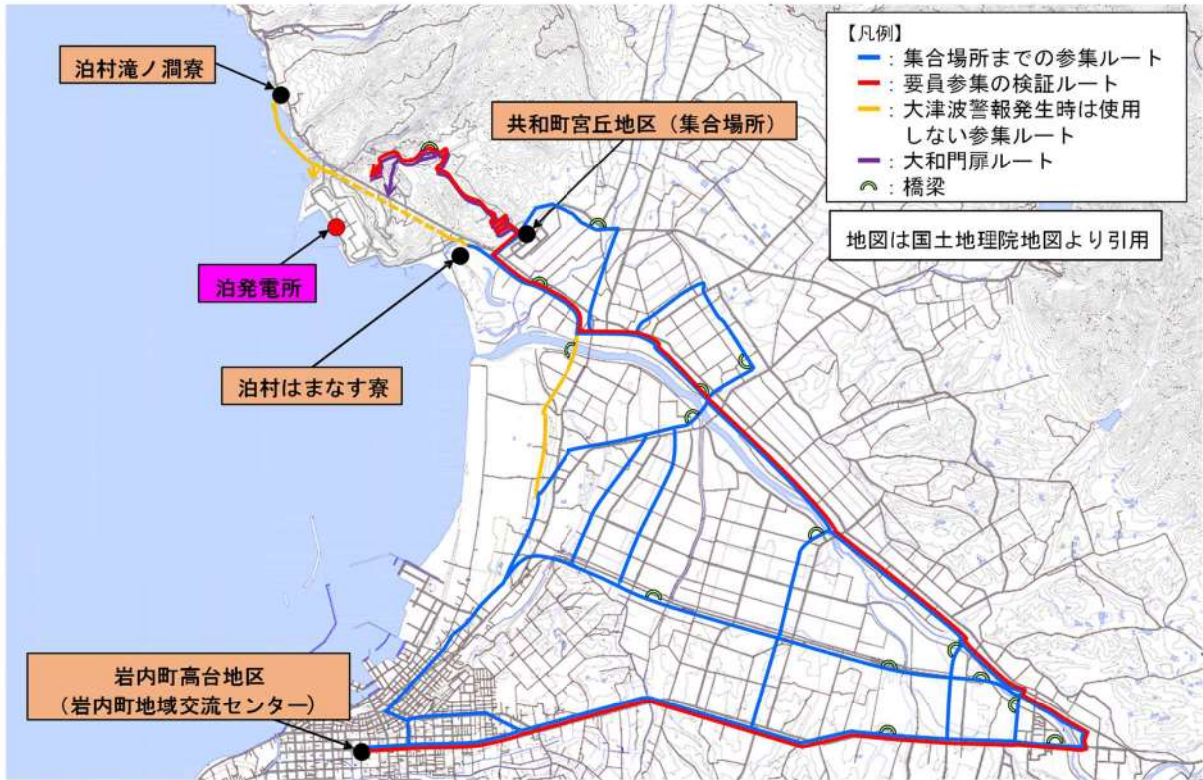 泊村滝ノ澗寮
共和町宮丘地区（集合場所）
【凡例】
：集合場所までの参集ルート
：要員参集の検証ルート
：大津波警報発生時は使用
しない参集ルート
：大和門扉ルート
：橋梁
地図は国土地理院地図より引用
泊発電所
泊村はまなす寮
岩内町高台地区
（岩内町地域交流センター）